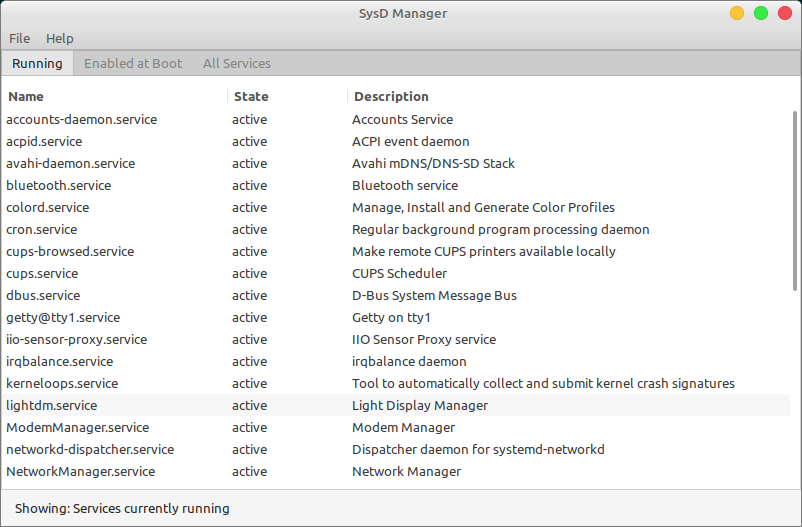 SysD Manager
File Help
Running Enabled at Boot All Services
Name State Description
accounts-daemon.service active Accounts Service
acpid.service active ACPI event daemon
avahi-daemon.service active Avahi mDNS/DNS-SD Stack
bluetooth.service active Bluetooth service
colord.service active Manage, Install and Generate Color Profiles
cron.service active Regular background program processing daemon
cups-browsed.service active Make remote CUPS printers available locally
cups.service active CUPS Scheduler
dbus.service active D-Bus System Message Bus
getty@tty1.service active Getty on tty1
iio-sensor-proxy.service active IIO Sensor Proxy service
irqbalance.service active irqbalance daemon
kerneloops.service active Tool to automatically collect and submit kernel crash signatures
lightdm.service active Light Display Manager
ModemManager.service active Modem Manager
networkd-dispatcher.service active Dispatcher daemon for systemd-networkd
NetworkManager.service active Network Manager
Showing: Services currently running